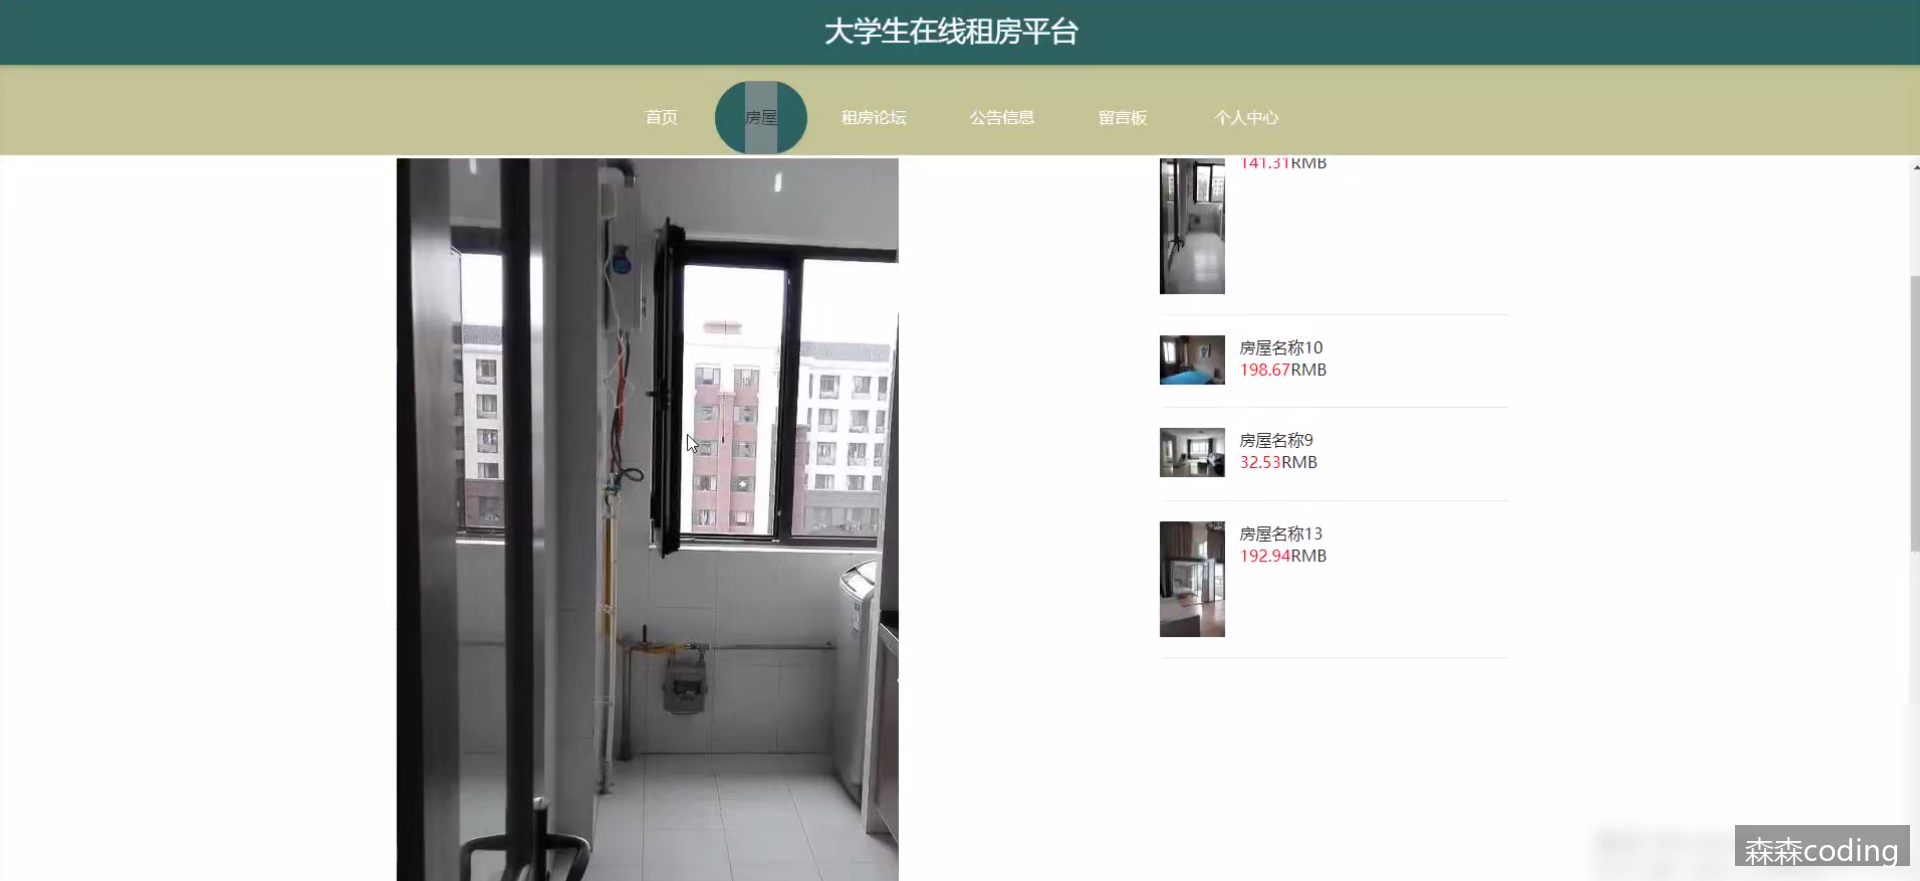 大学生在线租房平台
首页
房屋
租房论坛
公告信息
留言板
个人中心
141.31RMB
房屋名称10
198.67RMB
房屋名称9
32.53RMB
房屋名称13
192.94RMB
森森coding